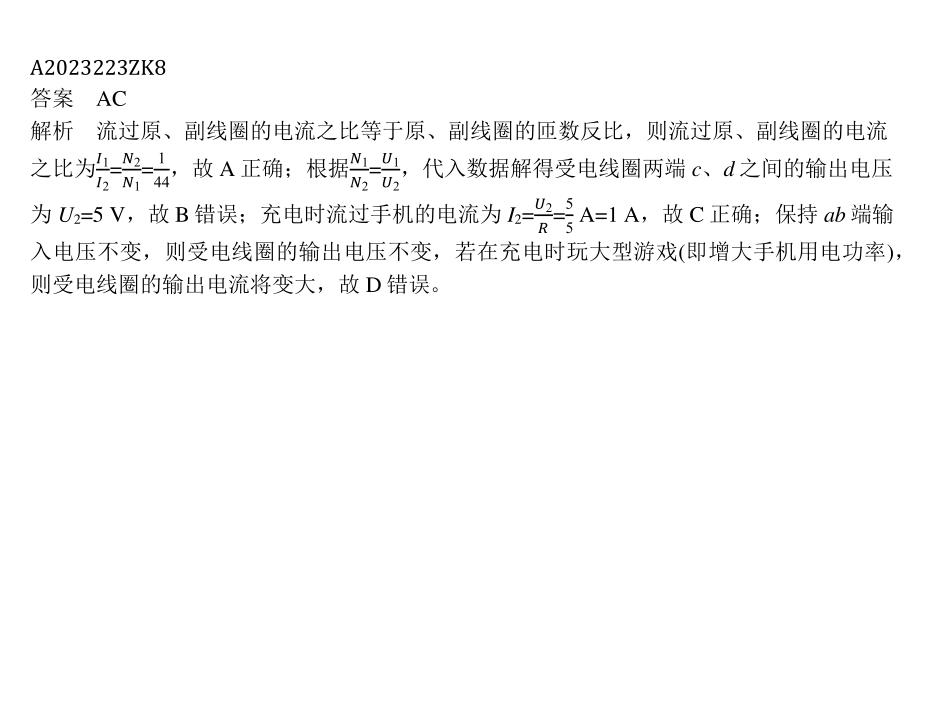 A2023223ZK8
答案 AC
解析 流过原、副线圈的电流之比等于原、副线圈的匝数反比，则流过原、副线圈的电流
之比为\frac{I_1}{I_2}=\frac{N_2}{N_1}=\frac{1}{44}，故 A 正确；根据\frac{N_1}{N_2}=\frac{U_1}{U_2}，代入数据解得受电线圈两端 c、d 之间的输出电压
为 U₂=5 V，故 B 错误；充电时流过手机的电流为 I₂=\frac{U_2}{R}=\frac{5}{5} A=1 A，故 C 正确；保持 ab 端输
入电压不变，则受电线圈的输出电压不变，若在充电时玩大型游戏(即增大手机用电功率)，
则受电线圈的输出电流将变大，故 D 错误。